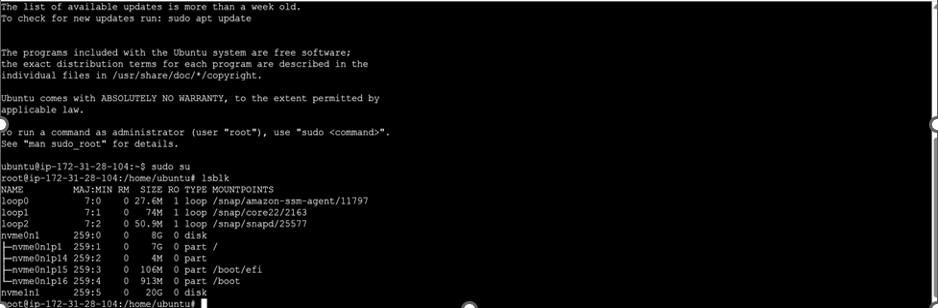 The list of available updates is more than a week old.
To check for new updates run: sudo apt update
The programs included with the Ubuntu system are free software;
the exact distribution terms for each program are described in the
individual files in /usr/share/doc/*/copyright.
Ubuntu comes with ABSOLUTELY NO WARRANTY, to the extent permitted by
applicable law.
To run a command as administrator (user "root"), use "sudo <command>".
See "man sudo_root" for details.
ubuntu@ip-172-31-28-104:~$ sudo su
root@ip-172-31-28-104:/home/ubuntu# lsblk
NAME         MAJ:MIN RM  SIZE RO TYPE MOUNTPOINTS
loop0          7:0    0 27.6M  1 loop /snap/amazon-ssm-agent/11797
loop1          7:1    0   74M  1 loop /snap/core22/2163
loop2          7:2    0 50.9M  1 loop /snap/snapd/25577
nvme0n1      259:0    0    8G  0 disk
├─nvme0n1p1  259:1    0    7G  0 part /
├─nvme0n1p14 259:2    0    4M  0 part
├─nvme0n1p15 259:3    0  106M  0 part /boot/efi
└─nvme0n1p16 259:4    0  913M  0 part /boot
nvme1n1      259:5    0   20G  0 disk
root@ip-172-31-28-104:/home/ubuntu#